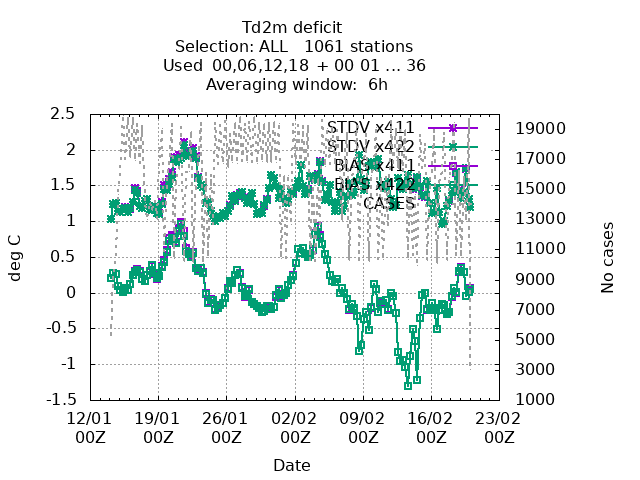 Td2m deficit
Selection: ALL   1061 stations
Used  00,06,12,18  + 00 01 ... 36
Averaging window:  6h
2.5
2
1.5
1
0.5
0
-0.5
-1
-1.5
deg C
STDV x411
STDV x422
BIAS x411
BIAS x422
CASES
19000
17000
15000
13000
11000
9000
7000
5000
3000
1000
No cases
12/01 19/01 26/01 02/02 09/02 16/02 23/02
00Z 00Z 00Z 00Z 00Z 00Z 00Z
Date